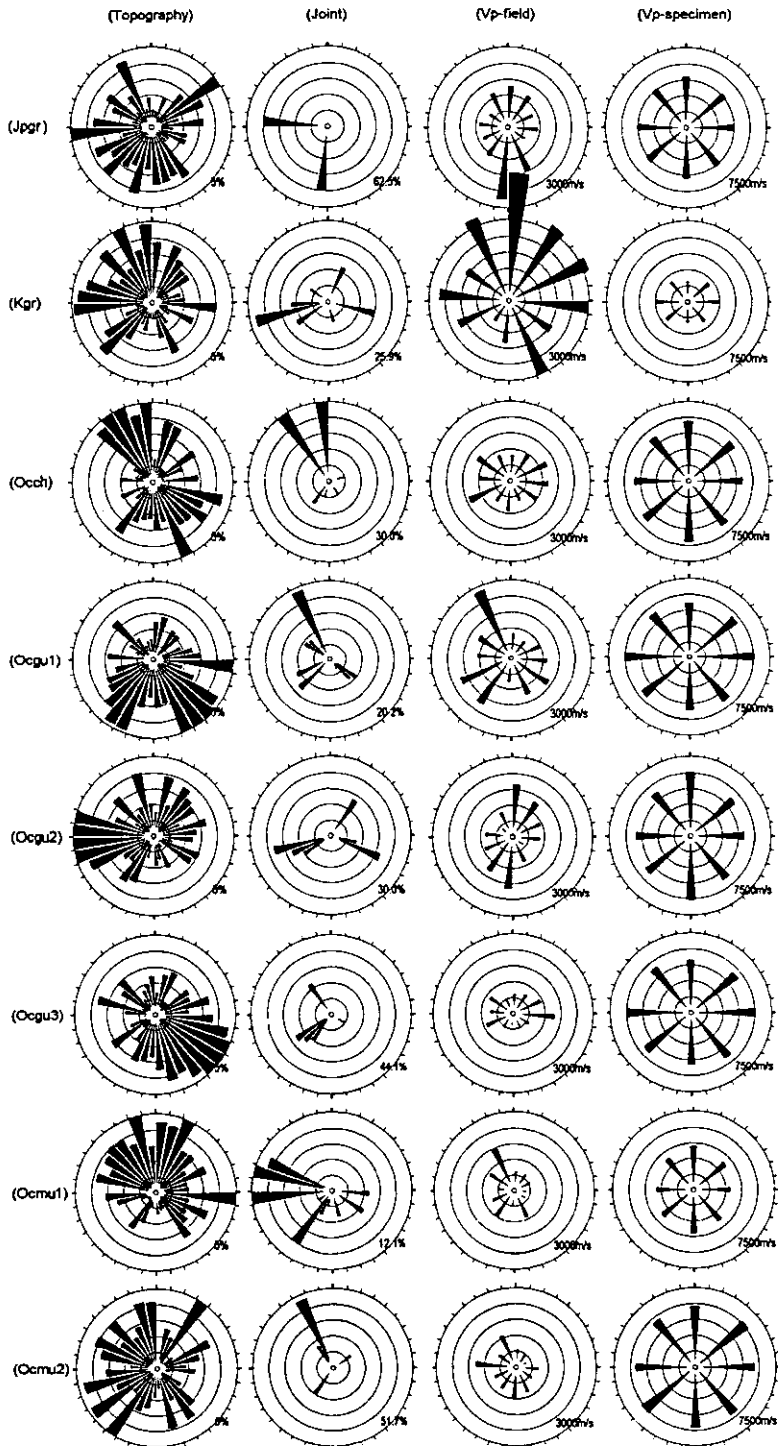 (Topography) (Joint) (Vp-field) (Vp-specimen)
(Jpgr) 5% 62.5% 3000m/s 7500m/s
(Kgr) 5% 25.9% 3000m/s 7500m/s
(Occh) 5% 30.0% 3000m/s 7500m/s
(Ocgu1) 20.2% 3000m/s 7500m/s
(Ocgu2) 5% 30.0% 3000m/s 7500m/s
(Ocgu3) 5% 44.1% 3000m/s 7500m/s
(Ocmu1) 5% 12.1% 3000m/s 7500m/s
(Ocmu2) 5% 51.7% 3000m/s 7500m/s